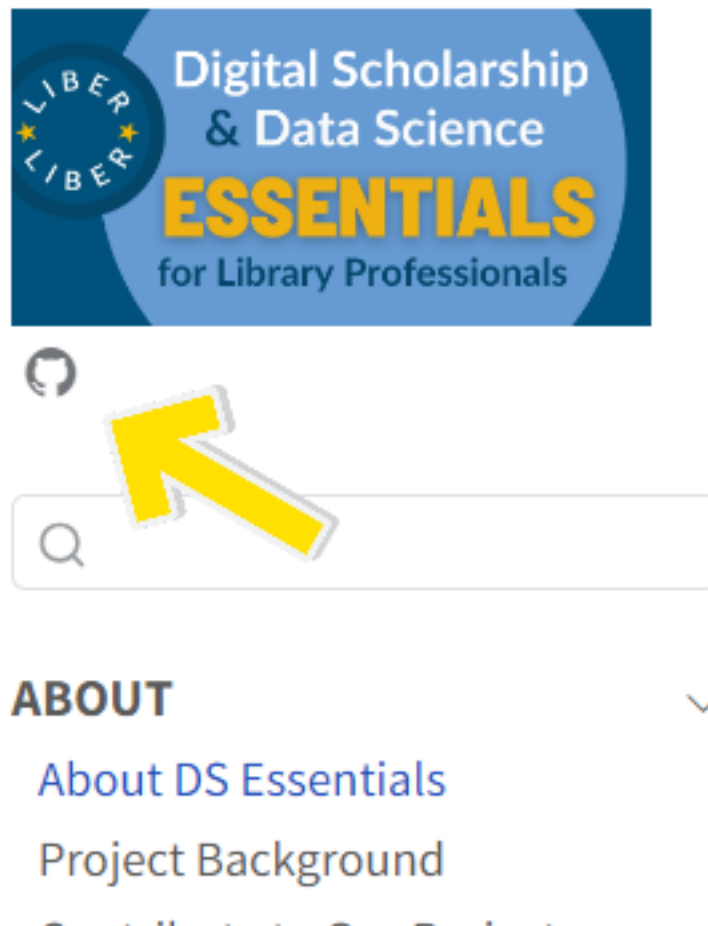 LIBER
LIBER
Digital Scholarship
& Data Science
ESSENTIALS
for Library Professionals
ABOUT
About DS Essentials
Project Background